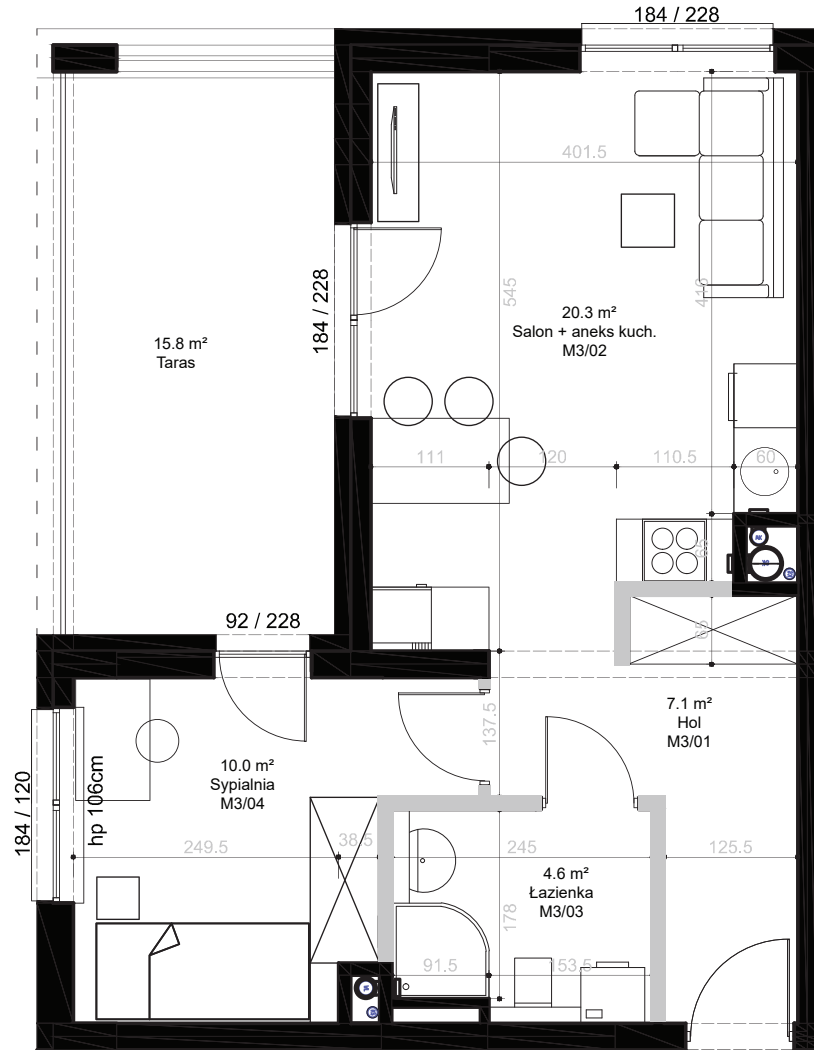 184 / 228
401.5
545
415
184 / 228
20.3 m²
Salon + aneks kuch.
M3/02
15.8 m²
Taras
111
120
110.5
60
65
92 / 228
65
7.1 m²
Hol
M3/01
137.5
10.0 m²
Sypialnia
M3/04
184 / 120
hp 106cm
249.5
38.5
245
125.5
4.6 m²
Łazienka
M3/03
178
91.5
153.5